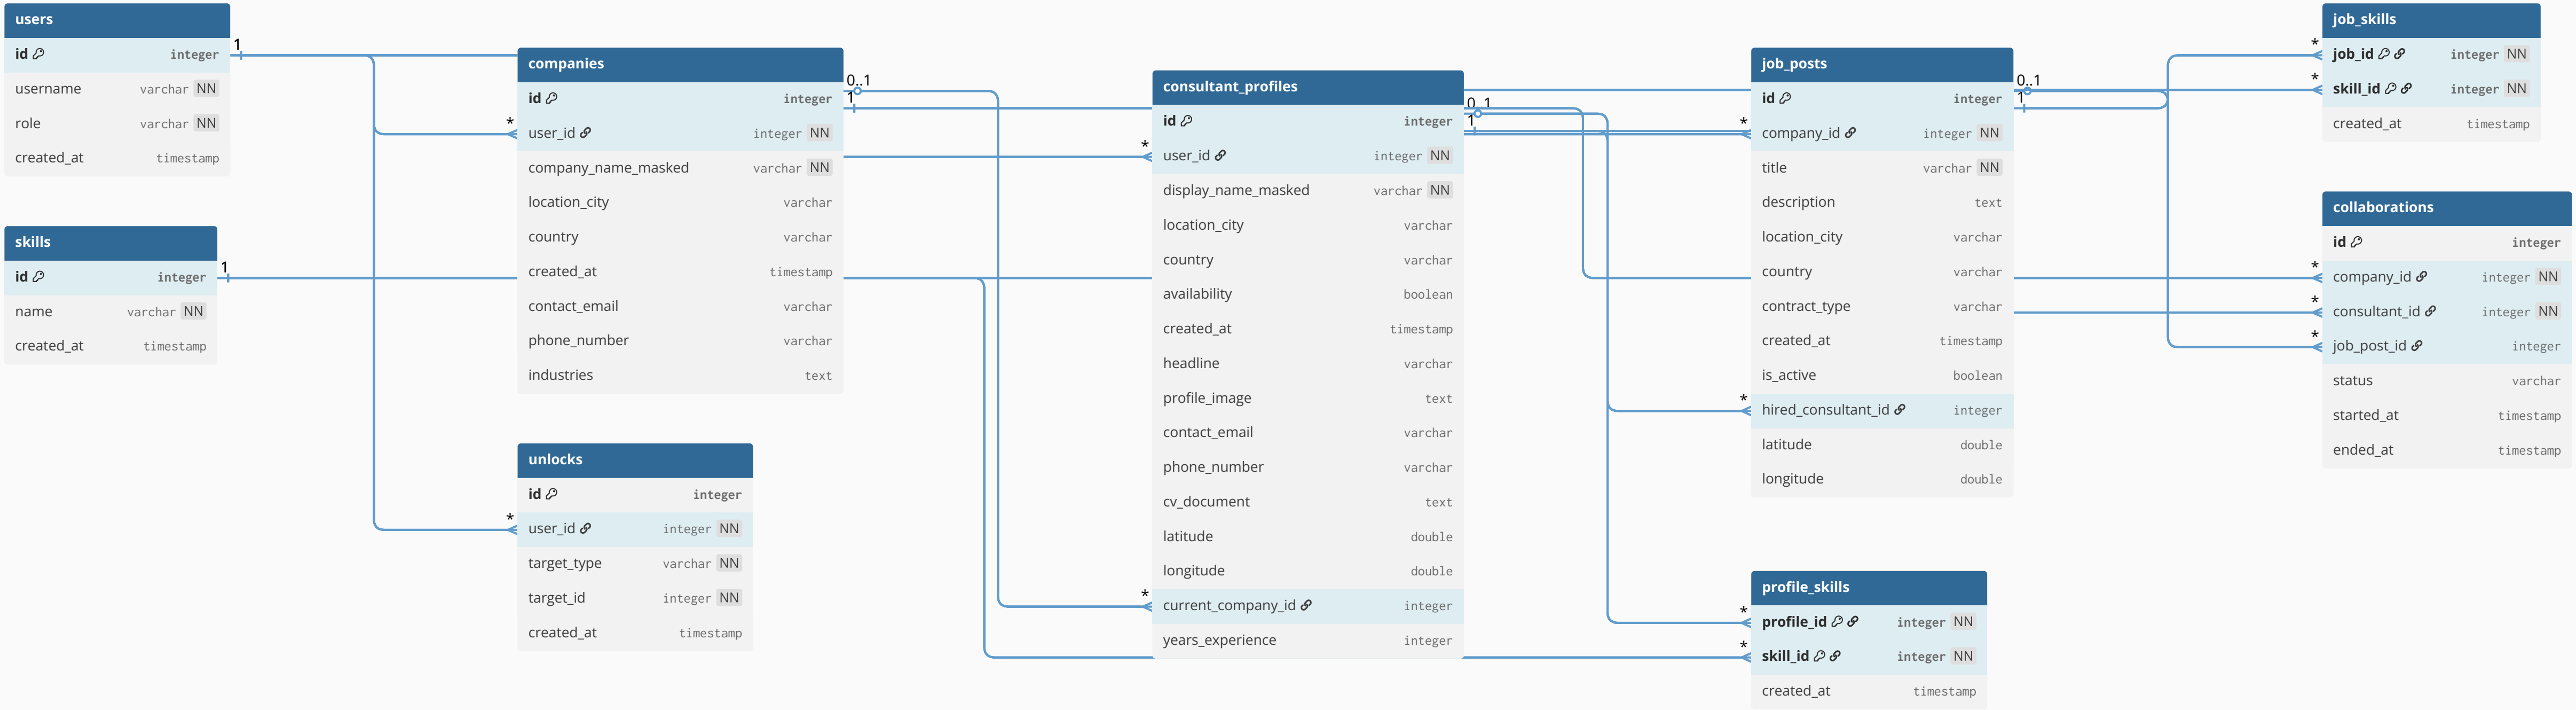 users
id integer
username varchar NN
role varchar NN
created_at timestamp
skills
id integer
name varchar NN
created_at timestamp
1
1
companies
id integer
user_id integer NN
company_name_masked varchar NN
location_city varchar
country varchar
created_at timestamp
contact_email varchar
phone_number varchar
industries text
*
0..1
1
unlocks
id integer
user_id integer NN
target_type varchar NN
target_id integer NN
created_at timestamp
*
consultant_profiles
id integer
user_id integer NN
display_name_masked varchar NN
location_city varchar
country varchar
availability boolean
created_at timestamp
headline varchar
profile_image text
contact_email varchar
phone_number varchar
cv_document text
latitude double
longitude double
current_company_id integer
years_experience integer
*
*
0..1
1
job_posts
id integer
company_id integer NN
title varchar NN
description text
location_city varchar
country varchar
contract_type varchar
created_at timestamp
is_active boolean
hired_consultant_id integer
latitude double
longitude double
*
*
0..1
1
profile_skills
profile_id integer NN
skill_id integer NN
created_at timestamp
*
*
job_skills
job_id integer NN
skill_id integer NN
created_at timestamp
*
*
collaborations
id integer
company_id integer NN
consultant_id integer NN
job_post_id integer
status varchar
started_at timestamp
ended_at timestamp
*
*
*